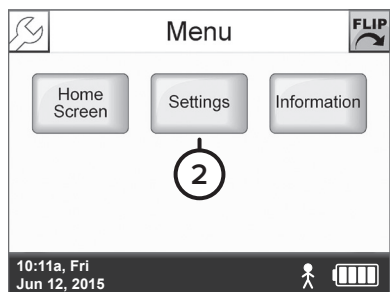 Menu
FLIP
Home
Screen
Settings
Information
2
10:11a, Fri
Jun 12, 2015